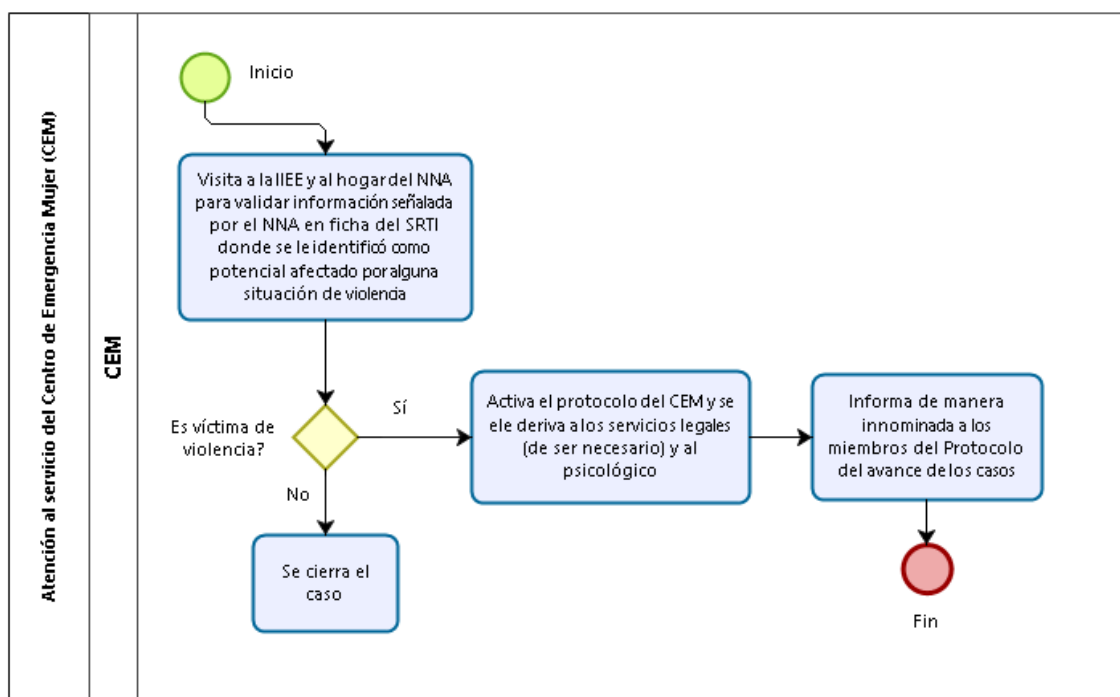 Atención al servicio del Centro de Emergencia Mujer (CEM)
CEM
Inicio
Visita a la IIEE y al hogar del NNA
para validar información señalada
por el NNA en ficha del SRTI
donde se le identificó como
potencial afectado por alguna
situación de violencia
Es víctima de
violencia?
Sí
No
Activa el protocolo del CEM y se
ele deriva a los servicios legales
(de ser necesario) y al
psicológico
Informa de manera
innominada a los
miembros del Protocolo
del avance de los casos
Se cierra el
caso
Fin